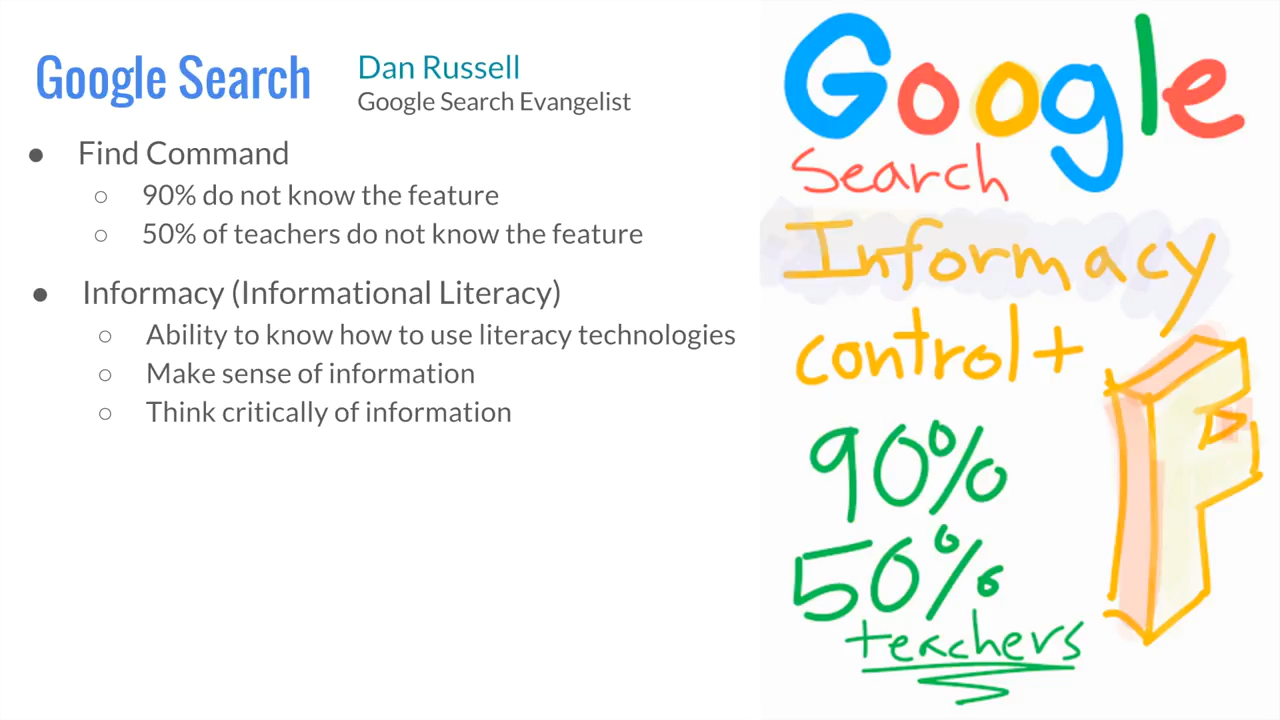 Google Search
Dan Russell
Google Search Evangelist
● Find Command
○ 90% do not know the feature
○ 50% of teachers do not know the feature
● Informacy (Informational Literacy)
○ Ability to know how to use literacy technologies
○ Make sense of information
○ Think critically of information
Google
Search
Informacy
control +
F
90%
50%
teachers